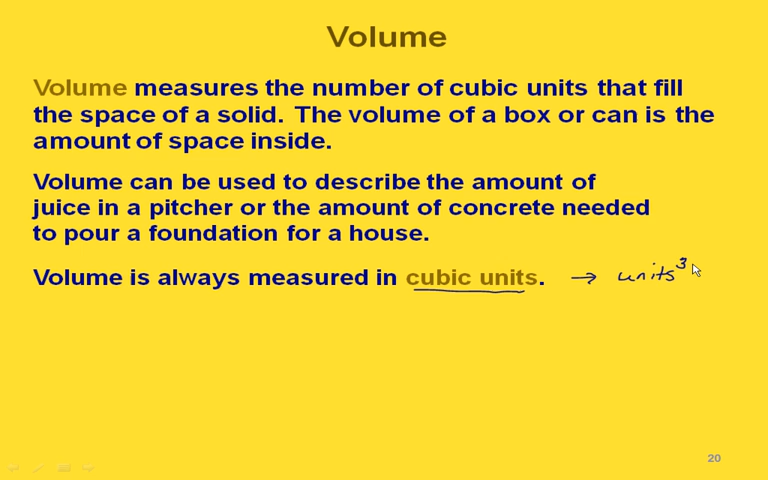 Volume
Volume measures the number of cubic units that fill
the space of a solid. The volume of a box or can is the
amount of space inside.
Volume can be used to describe the amount of
juice in a pitcher or the amount of concrete needed
to pour a foundation for a house.
Volume is always measured in cubic units. → units³
20